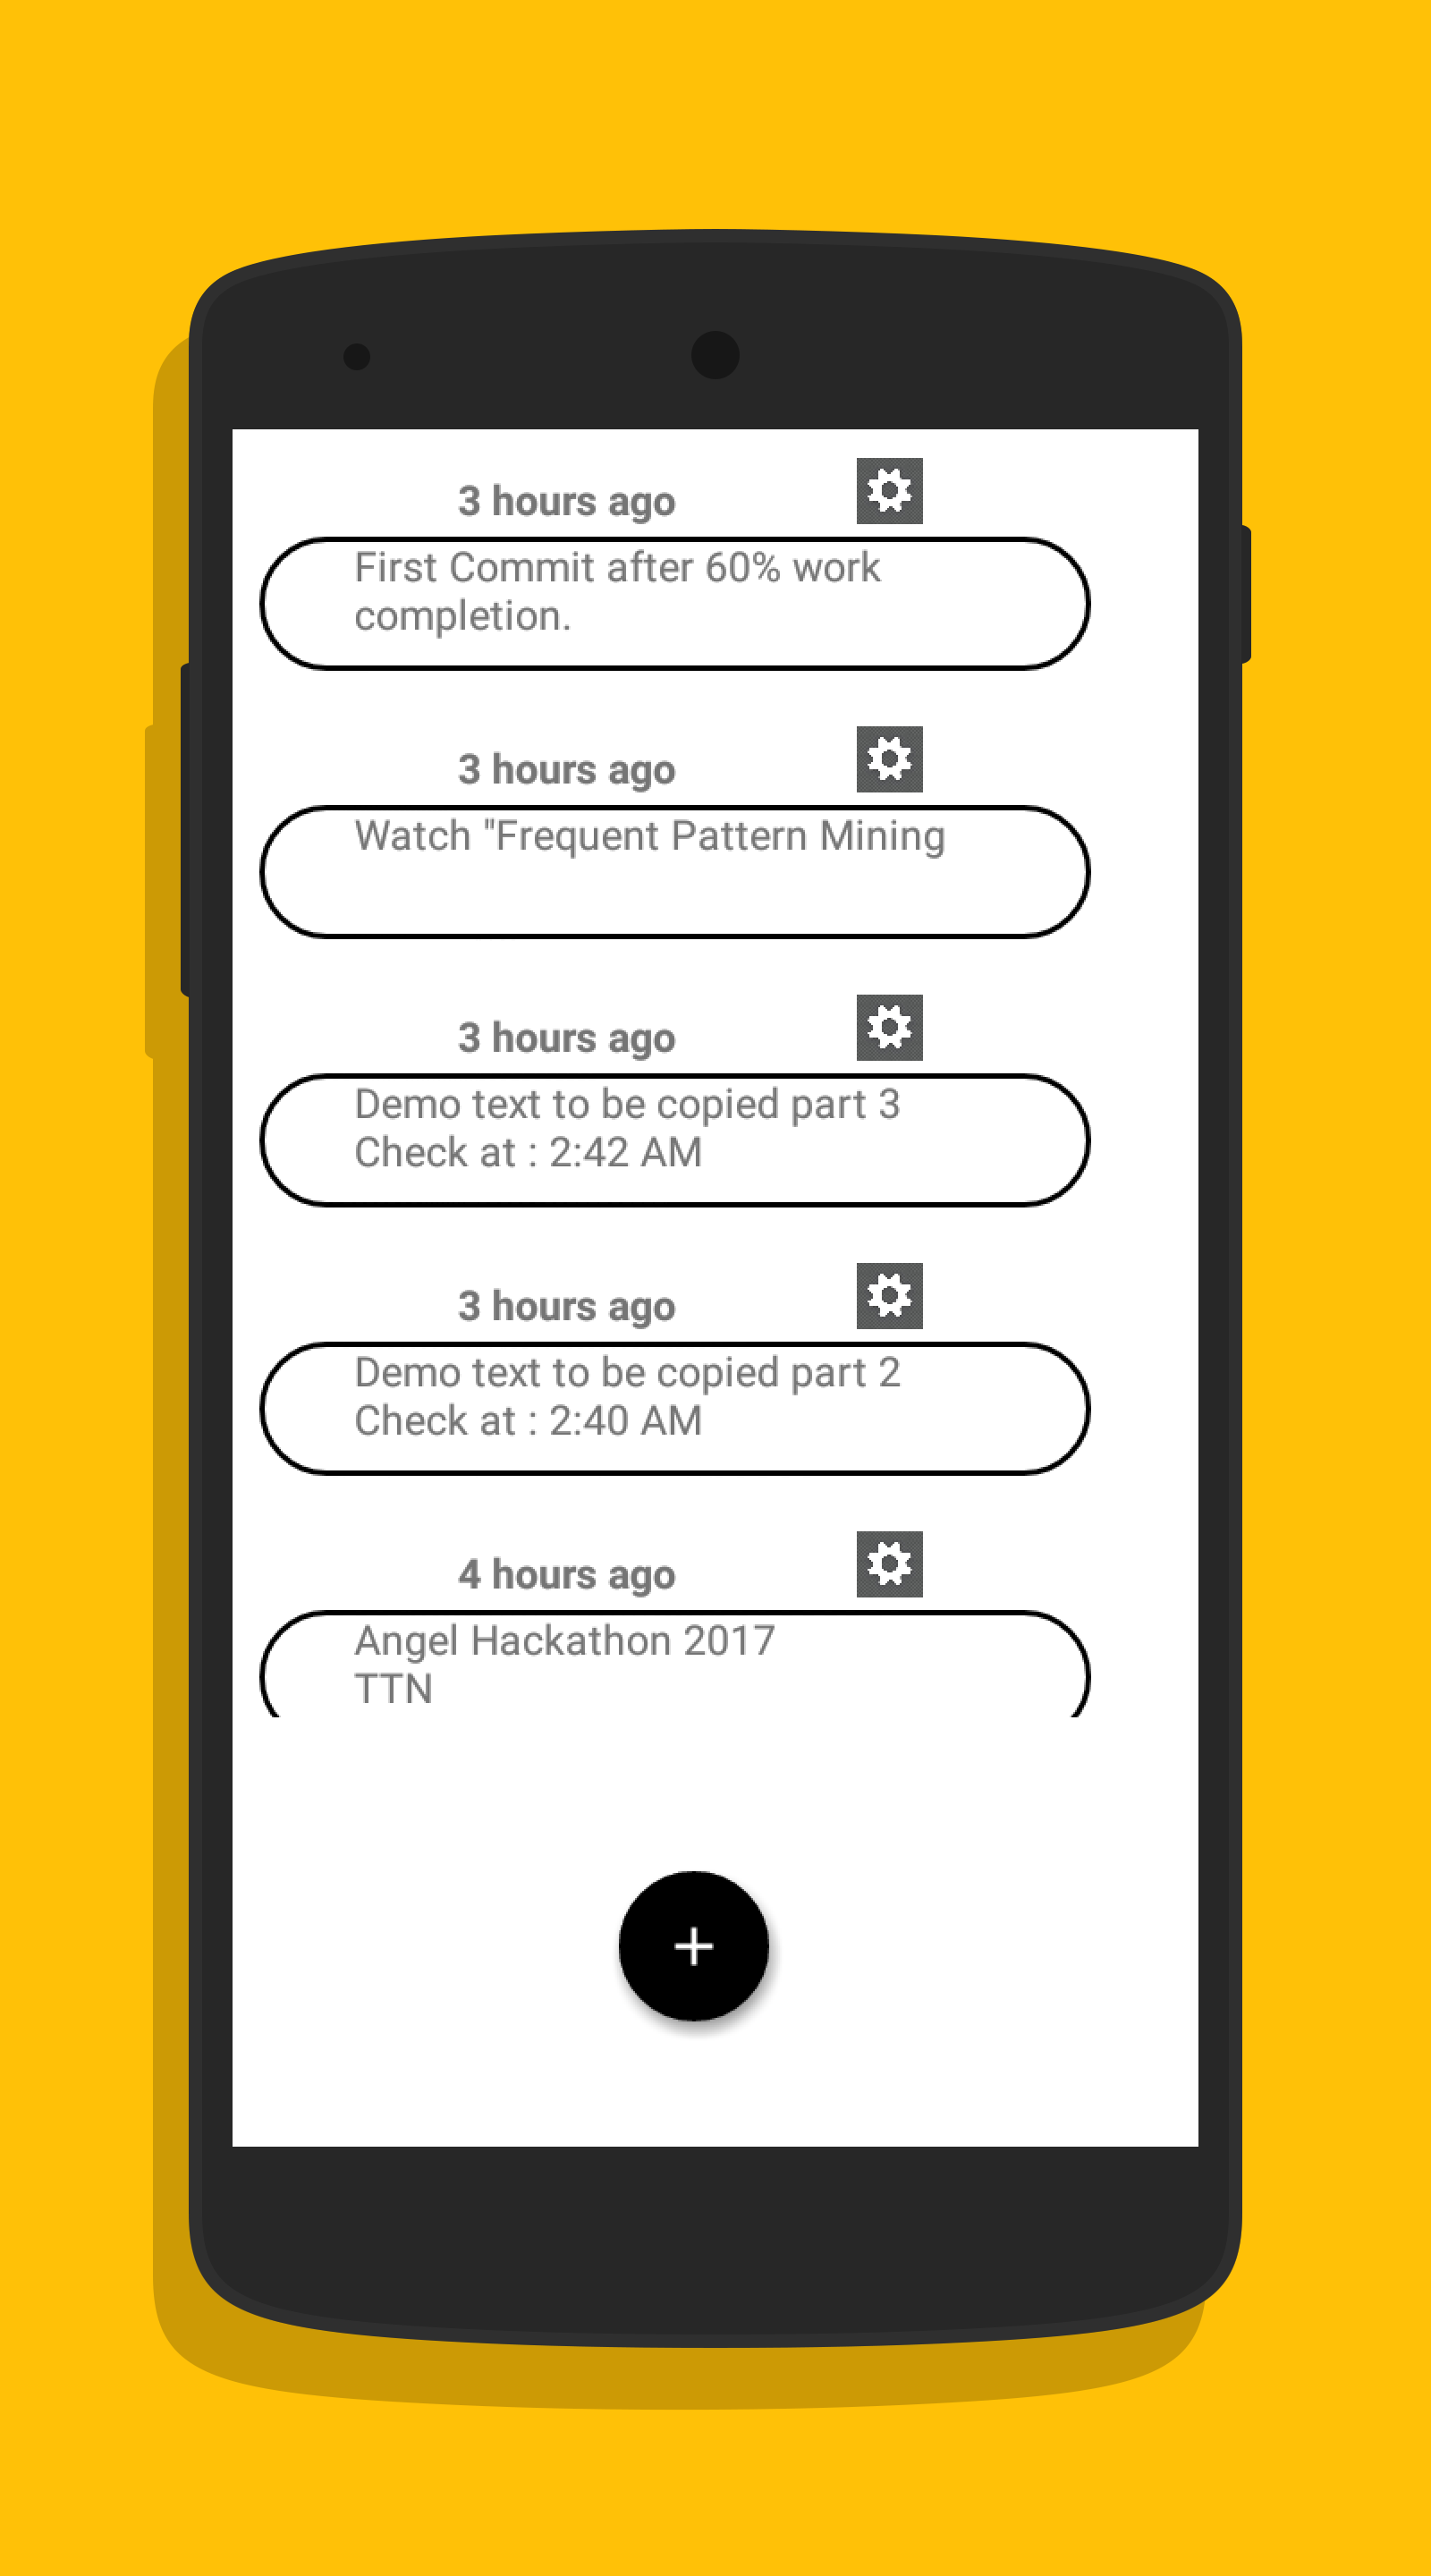 3 hours ago
First Commit after 60% work
completion.
3 hours ago
Watch "Frequent Pattern Mining
3 hours ago
Demo text to be copied part 3
Check at : 2:42 AM
3 hours ago
Demo text to be copied part 2
Check at : 2:40 AM
4 hours ago
Angel Hackathon 2017
TTN